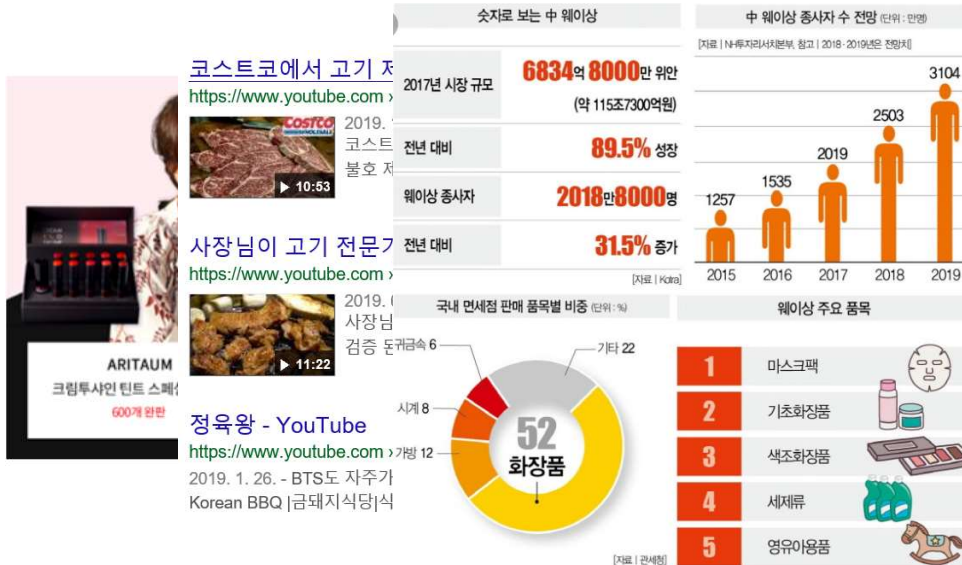 ARITAUM
크림투샤인 틴트 스페셜
600개 완판
코스트코에서 고기
https://www.youtube.com ›
COSTCO
WHOLESALE
10:53
2019.
코스트
불호
사장님이 고기 전문가
https://www.youtube.com ›
11:22
2019.
사장님
검증 된
정육왕 - YouTube
https://www.youtube.com ›
2019. 1. 26. - BTS도 자주가
Korean BBQ |금돼지식당|식
숫자로 보는 中 웨이상
2017년 시장 규모
6834억 8000만 위안
(약 115조7300억원)
전년 대비
89.5% 성장
웨이상 종사자
2018만8000명
전년 대비
31.5% 증가
[자료 | Kotra]
中 웨이상 종사자 수 전망 (단위 : 만명)
[자료 | NH투자리서치본부, 참고 | 2018·2019년은 전망치]
1257
1535
2019
2503
3104
2015
2016
2017
2018
2019
국내 면세점 판매 품목별 비중 (단위 : %)
귀금속 6
기타 22
시계 8
가방 12
52
화장품
[자료 | 관세청]
웨이상 주요 품목
1 마스크팩
2 기초화장품
3 색조화장품
4 세제류
5 영유아용품